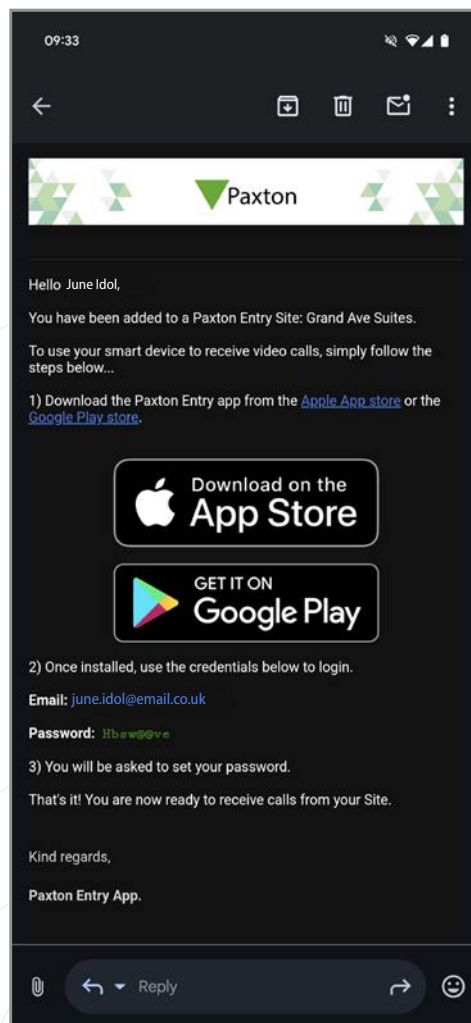 09:33
Paxton
Hello June Idol,
You have been added to a Paxton Entry Site: Grand Ave Suites.
To use your smart device to receive video calls, simply follow the
steps below...
1) Download the Paxton Entry app from the Apple App store or the
Google Play store.
Download on the
App Store
GET IT ON
Google Play
2) Once installed, use the credentials below to login.
Email: june.idol@email.co.uk
Password: Hbsw@@ve
3) You will be asked to set your password.
That's it! You are now ready to receive calls from your Site.
Kind regards,
Paxton Entry App.
Reply